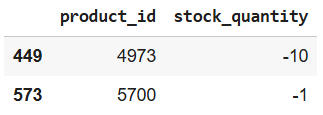 product_id stock_quantity
449 4973 -10
573 5700 -1